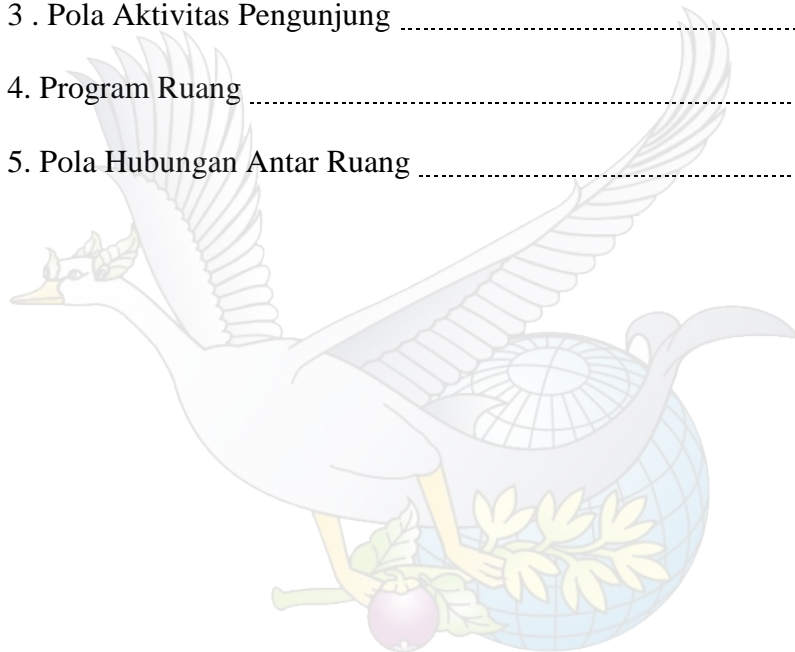 3 . Pola Aktivitas Pengunjung
4. Program Ruang
5. Pola Hubungan Antar Ruang